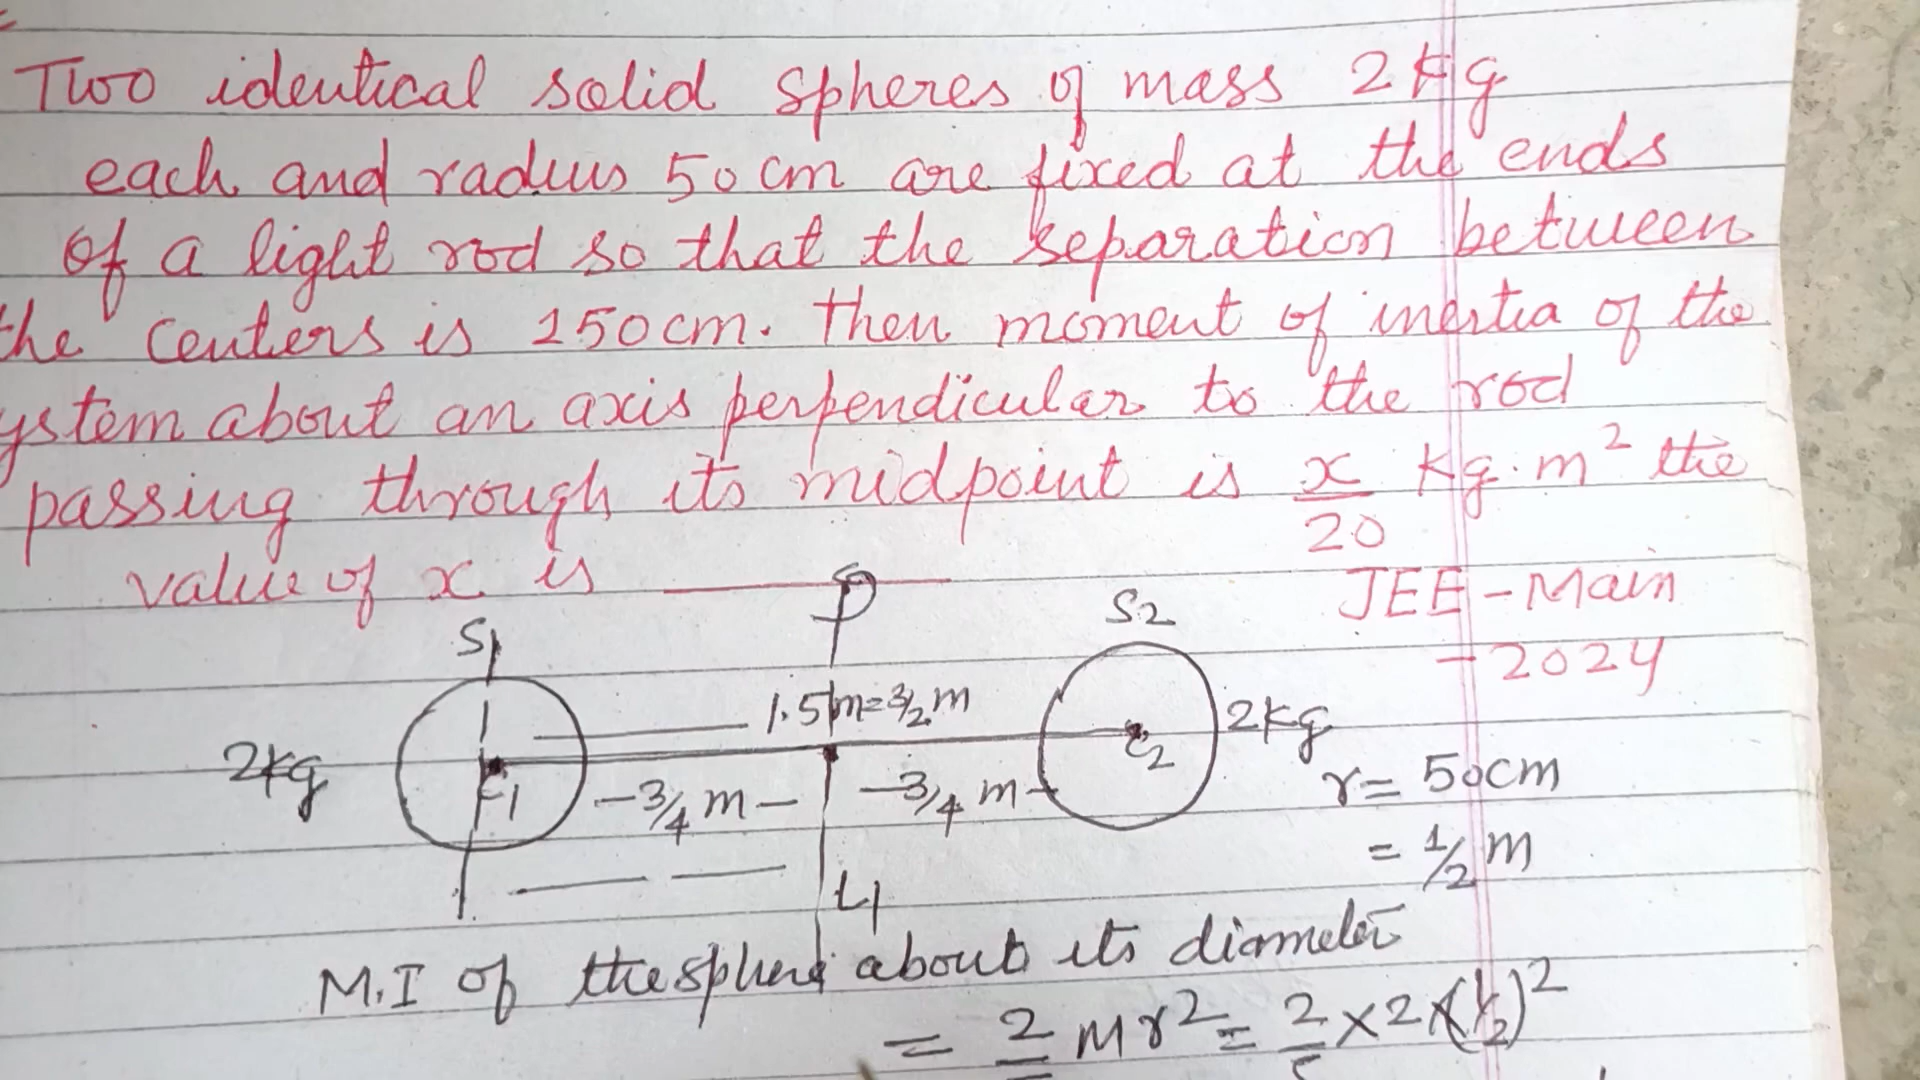 Two identical solid spheres of mass 2kg
each and radius 50cm are fixed at the ends
of a light rod so that the separation between
the centers is 150cm. Then moment of inertia of the
ystem about an axis perpendicular to the rod
passing through its midpoint is x/20 Kg.m² the
value of x is ____
JEE-Main
-2024
P
S1
S2
1.5m=3/2m
2kg
2kg
C1
C2
-3/4 m-
-3/4 m-
r= 50cm
= 1/2 m
4
M.I of the sphere about its diameter
= 2/5 Mr² = 2/5 × 2 × (1/2)²